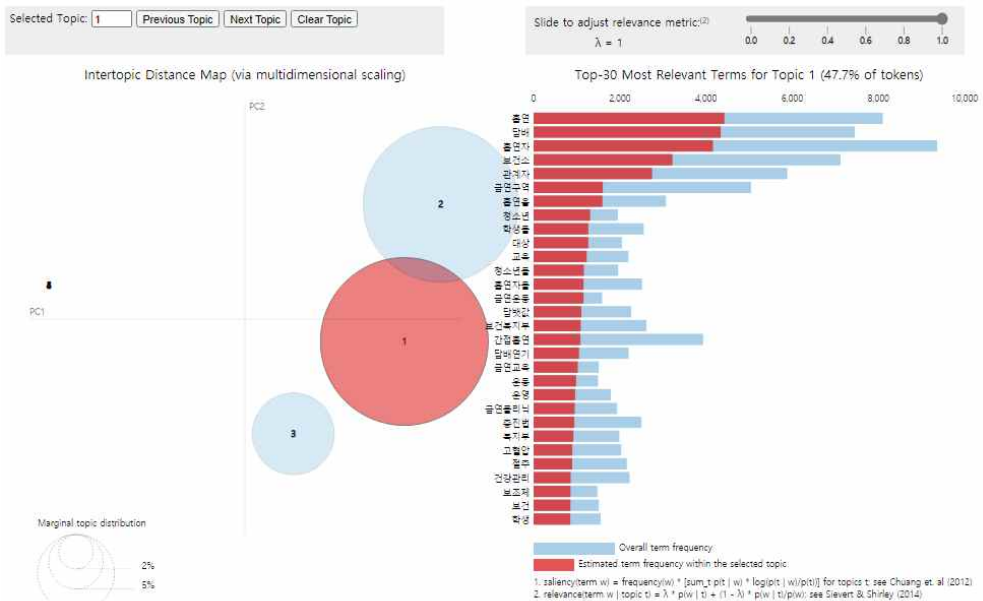 Selected Topic: 1 Previous Topic Next Topic Clear Topic
Slide to adjust relevance metric:(2)
λ = 1
0.0 0.2 0.4 0.6 0.8 1.0
Intertopic Distance Map (via multidimensional scaling)
PC2
PC1
2
1
3
Marginal topic distribution
2%
5%
Top-30 Most Relevant Terms for Topic 1 (47.7% of tokens)
0 2,000 4,000 6,000 8,000 10,000
흡연
담배
흡연자
보건소
관계자
금연구역
흡연율
청소년
학생들
대상
교육
청소년들
흡연자들
금연운동
담뱃값
보건복지부
간접흡연
담배연기
금연교육
운동
운영
금연클리닉
증진법
복지부
고혈압
절주
건강관리
보조제
보건
학생
Overall term frequency
Estimated term frequency within the selected topic
1. saliency(term w) = frequency(w) * [sum_t p(t | w) * log(p(t | w)/p(t))] for topics t; see Chuang et. al (2012)
2. relevance(term w | topic t) = λ * p(w | t) + (1 - λ) * p(w | t)/p(w); see Sievert & Shirley (2014)